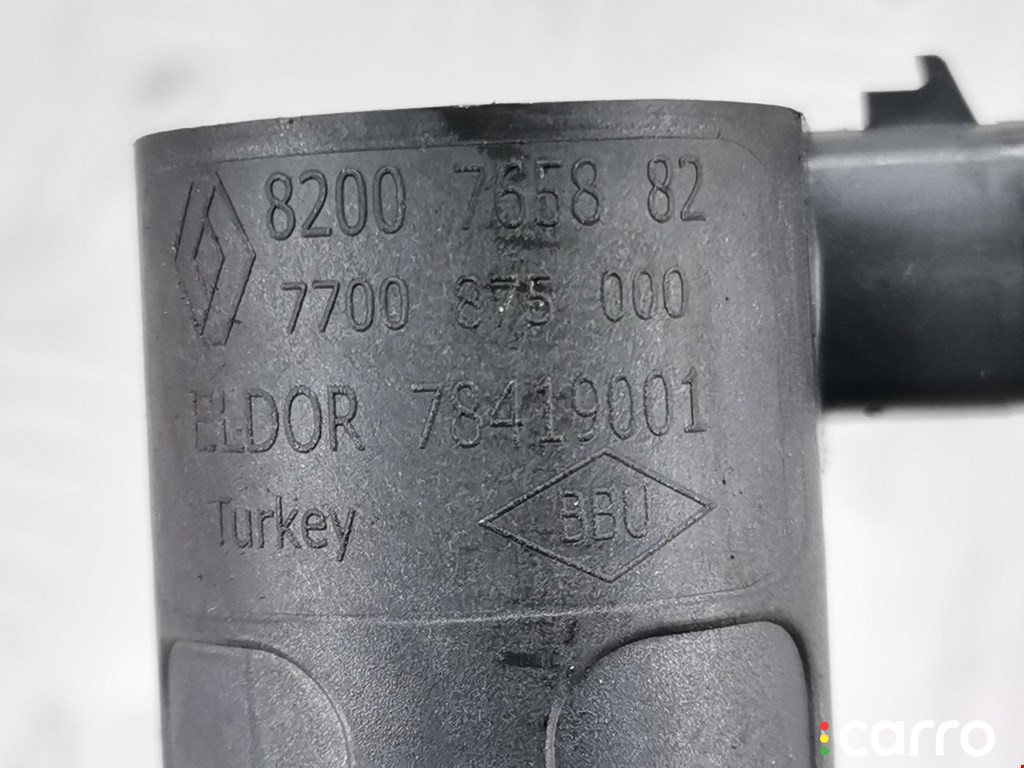 8200 7658 82
7700 875 000
ELDOR 78419001
Turkey BBU
carro